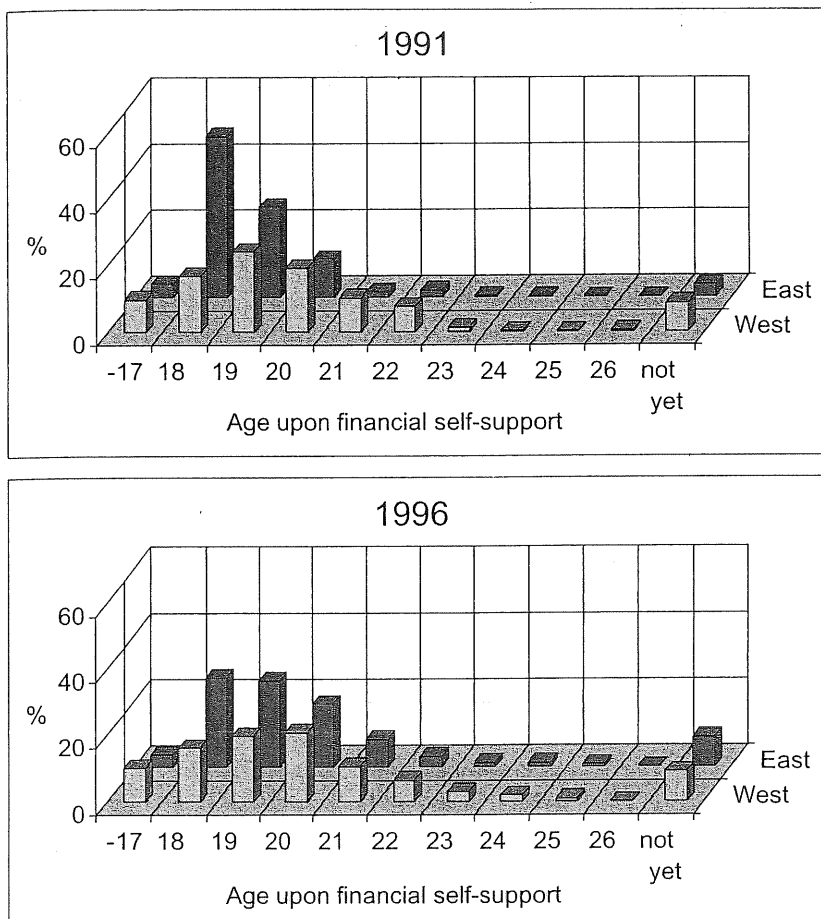 1991
60
40
%
20
0
East
West
-17 18 19 20 21 22 23 24 25 26 not
yet
Age upon financial self-support
1996
60
40
%
20
0
East
West
-17 18 19 20 21 22 23 24 25 26 not
yet
Age upon financial self-support